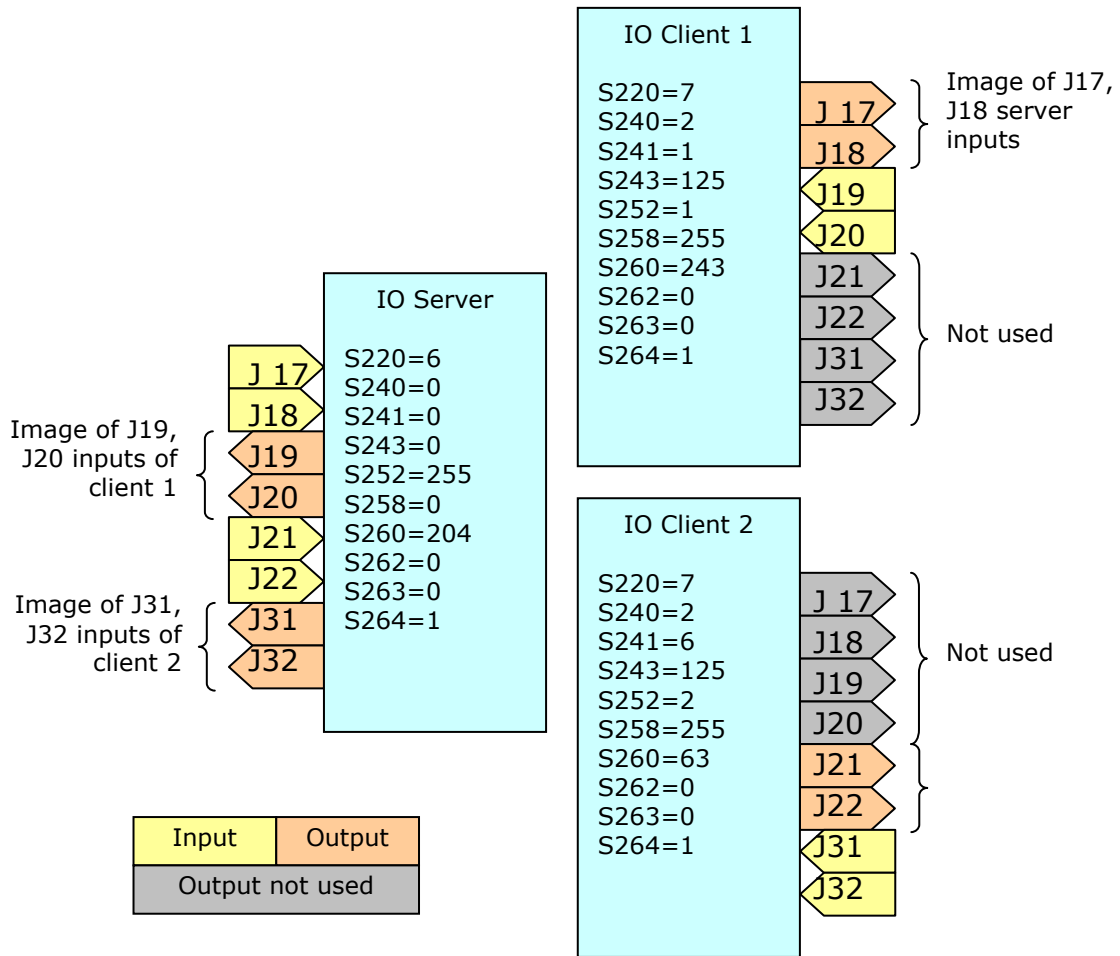 IO Client 1
S220=7
S240=2
S241=1
S243=125
S252=1
S258=255
S260=243
S262=0
S263=0
S264=1
J 17
J18
J19
J20
J21
J22
J31
J32
Image of J17,
J18 server
inputs
Not used
IO Server
S220=6
S240=0
S241=0
S243=0
S252=255
S258=0
S260=204
S262=0
S263=0
S264=1
J 17
J18
J19
J20
J21
J22
J31
J32
Image of J19,
J20 inputs of
client 1
Image of J31,
J32 inputs of
client 2
IO Client 2
S220=7
S240=2
S241=6
S243=125
S252=2
S258=255
S260=63
S262=0
S263=0
S264=1
J 17
J18
J19
J20
J21
J22
J31
J32
Not used
Input
Output
Output not used